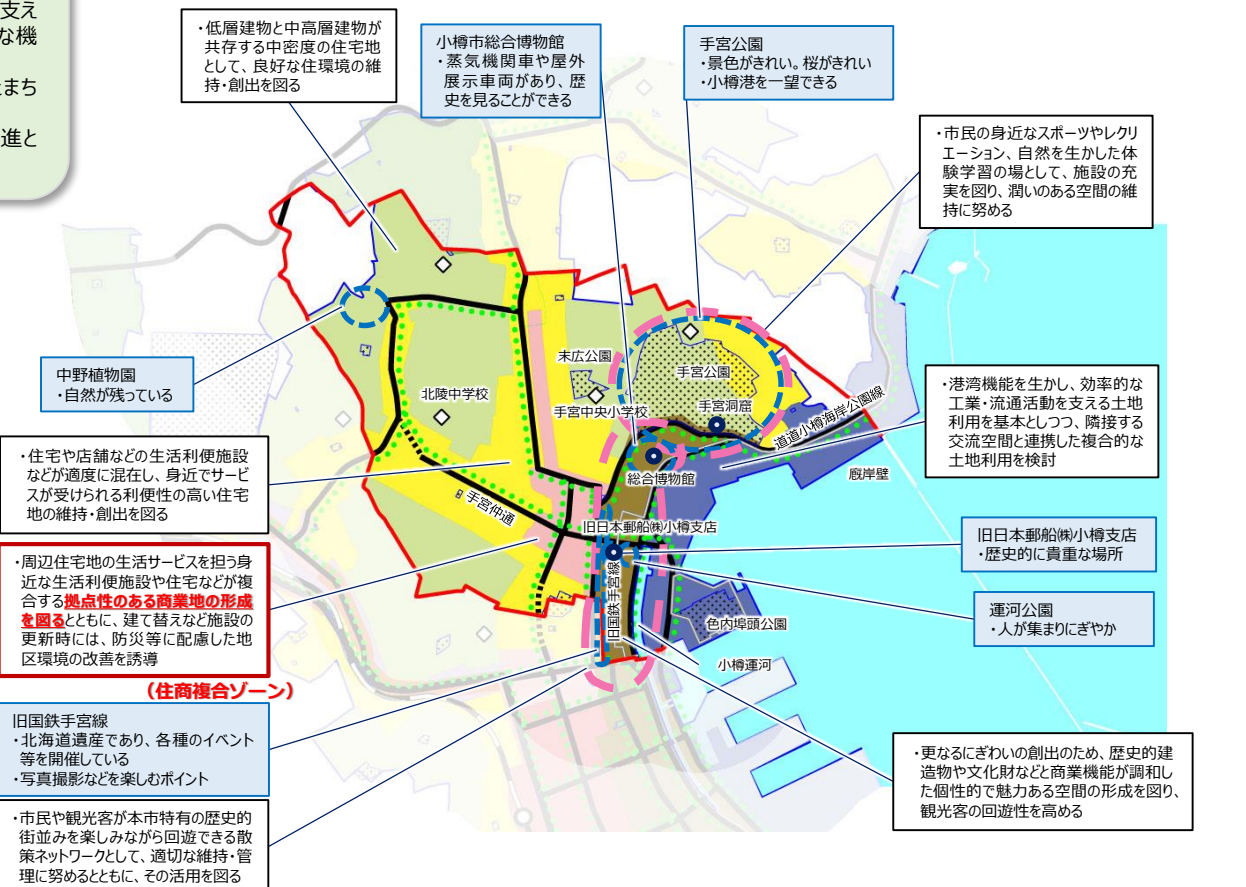 支え
な機
まち
進と
・低層建物と中高層建物が
共存する中密度の住宅地
として、良好な住環境の維
持・創出を図る
小樽市総合博物館
・蒸気機関車や屋外
展示車両があり、歴
史を見ることができる
手宮公園
・景色がきれい。桜がきれい
・小樽港を一望できる
・市民の身近なスポーツやレクリ
エーション、自然を生かした体
験学習の場として、施設の充
実を図り、潤いのある空間の維
持に努める
中野植物園
・自然が残っている
末広公園
手宮公園
北陵中学校
手宮中央小学校
手宮洞窟
道道小樽海岸公園線
・港湾機能を生かし、効率的な
工業・流通活動を支える土地
利用を基本としつつ、隣接する
交流空間と連携した複合的な
土地利用を検討
・住宅や店舗などの生活利便施設
などが適度に混在し、身近でサービ
スが受けられる利便性の高い住宅
地の維持・創出を図る
総合博物館
厩岸壁
手宮仲通
旧日本郵船㈱小樽支店
旧日本郵船㈱小樽支店
・歴史的に貴重な場所
・周辺住宅地の生活サービスを担う身
近な生活利便施設や住宅などが複
合する拠点性のある商業地の形成
を図るとともに、建て替えなど施設の
更新時には、防災等に配慮した地
区環境の改善を誘導
（住商複合ゾーン）
旧国鉄手宮線
色内埠頭公園
運河公園
・人が集まりにぎやか
小樽運河
旧国鉄手宮線
・北海道遺産であり、各種のイベント
等を開催している
・写真撮影などを楽しむポイント
・更なるにぎわいの創出のため、歴史的建
造物や文化財などと商業機能が調和し
た個性的で魅力ある空間の形成を図り、
観光客の回遊性を高める
・市民や観光客が本市特有の歴史的
街並みを楽しみながら回遊できる散
策ネットワークとして、適切な維持・管
理に努めるとともに、その活用を図る